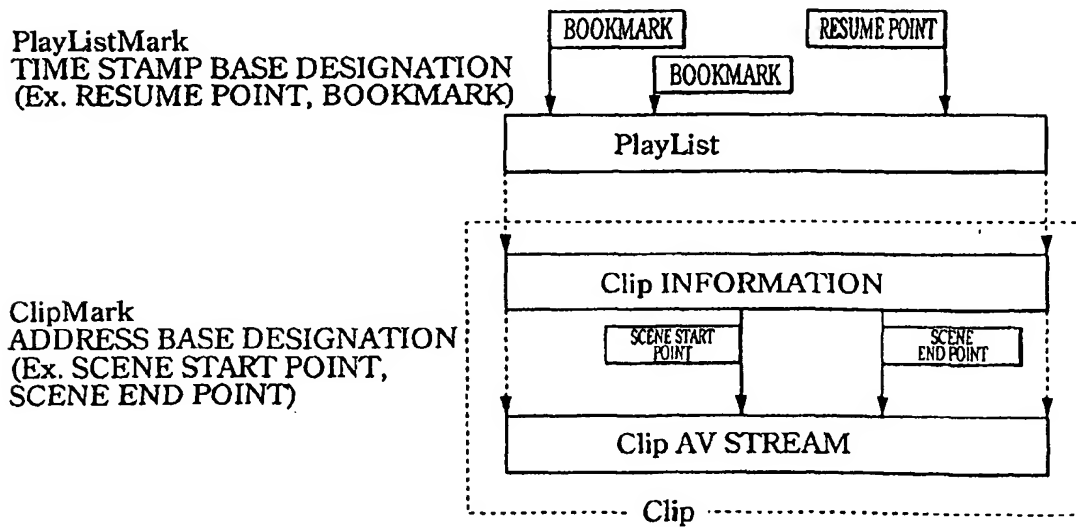 BOOKMARK
RESUME POINT
PlayListMark
TIME STAMP BASE DESIGNATION
(Ex. RESUME POINT, BOOKMARK)
BOOKMARK
PlayList
Clip INFORMATION
ClipMark
ADDRESS BASE DESIGNATION
(Ex. SCENE START POINT,
SCENE END POINT)
SCENE START
POINT
SCENE
END POINT
Clip AV STREAM
Clip